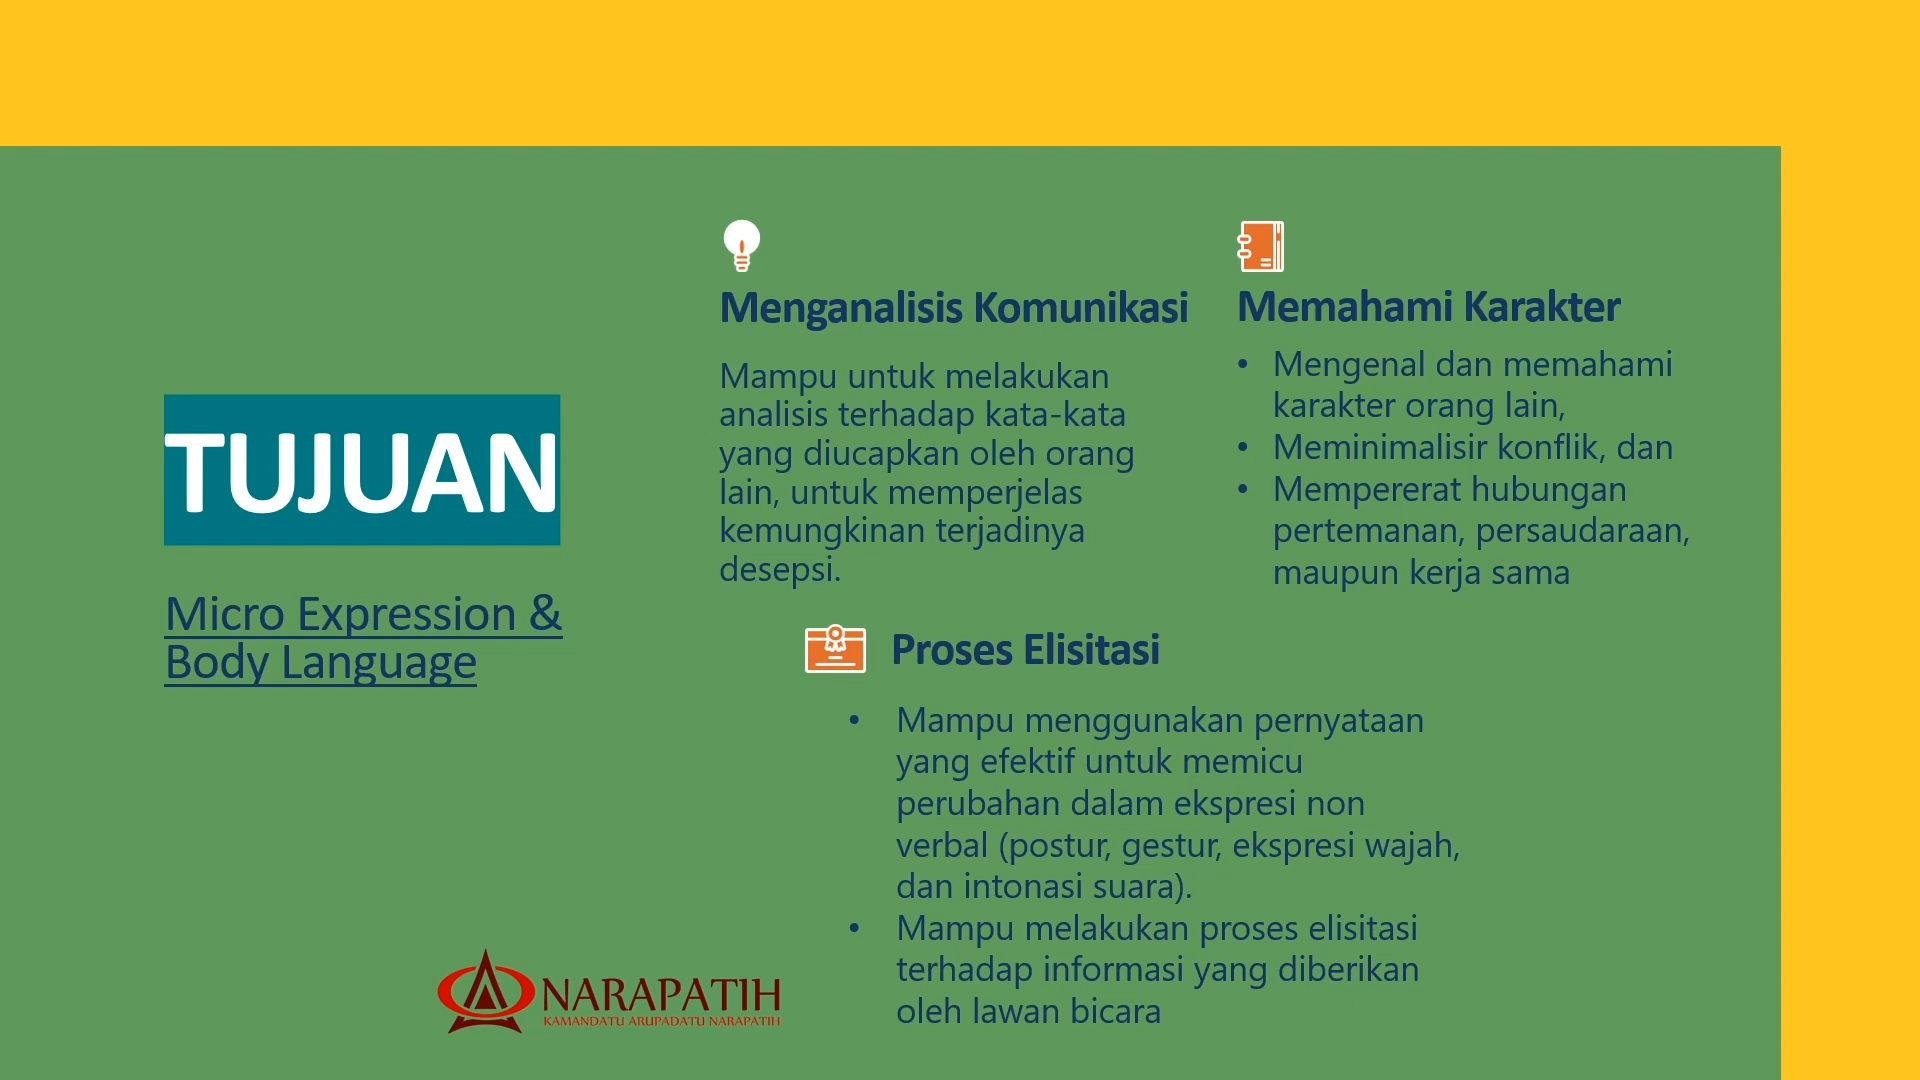 TUJUAN
Micro Expression &
Body Language
Menganalisis Komunikasi
Mampu untuk melakukan
analisis terhadap kata-kata
yang diucapkan oleh orang
lain, untuk memperjelas
kemungkinan terjadinya
desepsi.
Memahami Karakter
• Mengenal dan memahami
karakter orang lain,
• Meminimalisir konflik, dan
• Mempererat hubungan
pertemanan, persaudaraan,
maupun kerja sama
Proses Elisitasi
• Mampu menggunakan pernyataan
yang efektif untuk memicu
perubahan dalam ekspresi non
verbal (postur, gestur, ekspresi wajah,
dan intonasi suara).
• Mampu melakukan proses elisitasi
terhadap informasi yang diberikan
oleh lawan bicara
NARAPATIH
KAMANDATU ARUPADATU NARAPATIH